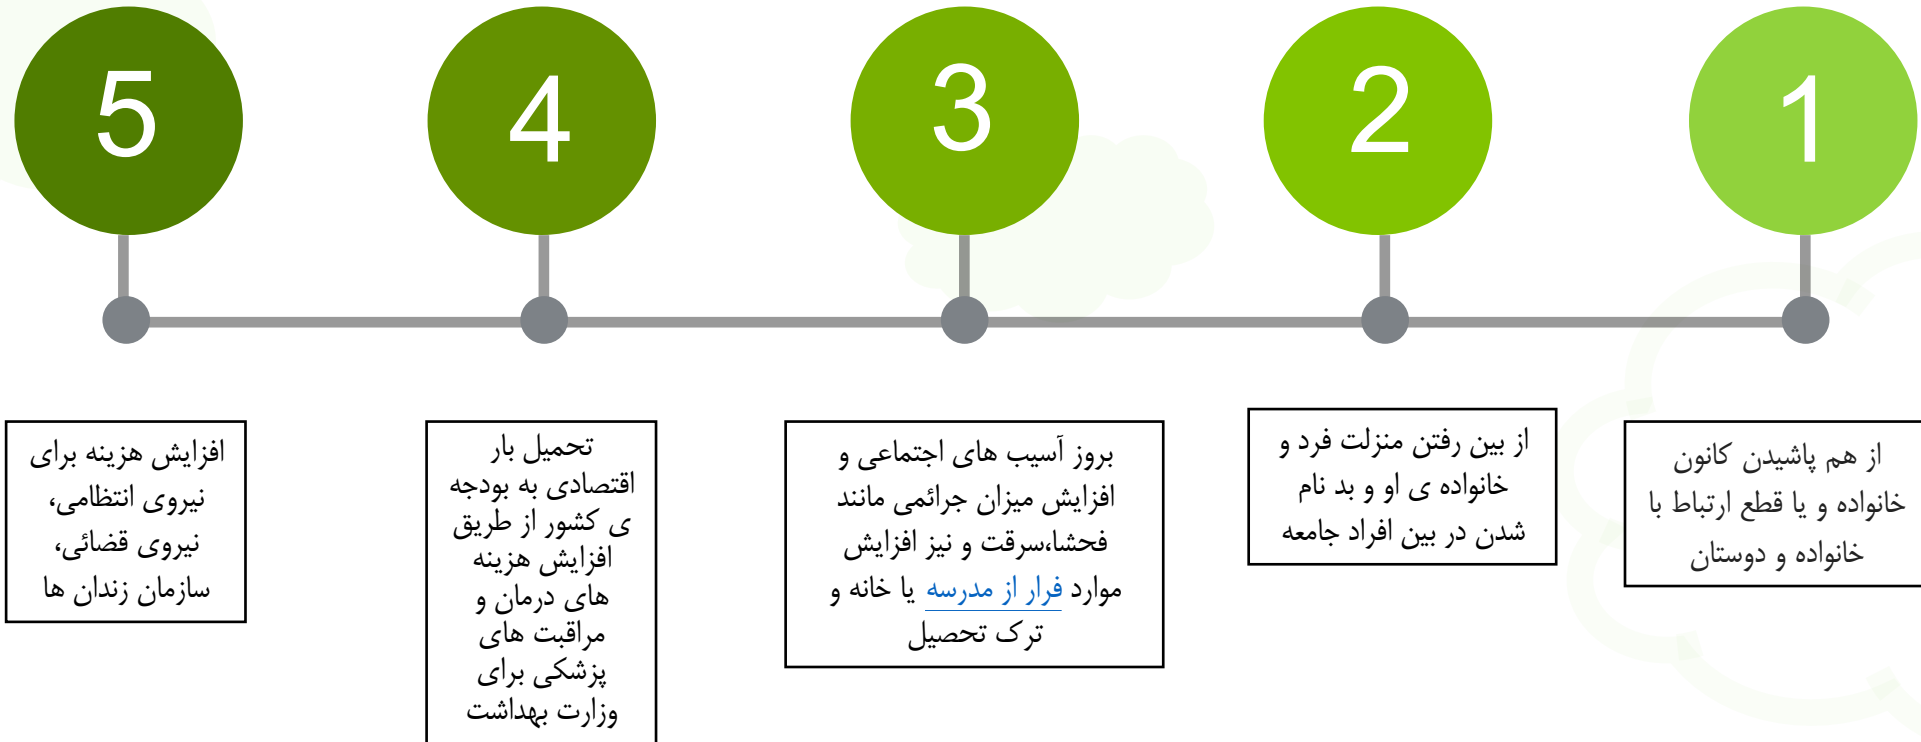 1
2
3
4
5
از هم پاشیدن کانون
خانواده و یا قطع ارتباط با
خانواده و دوستان
از بین رفتن منزلت فرد و
خانواده ی او و بد نام
شدن در بین افراد جامعه
بروز آسیب های اجتماعی و
افزایش میزان جرائمی مانند
فحشا،سرقت و نیز افزایش
موارد فرار از مدرسه یا خانه و
ترک تحصیل
تحمیل بار
اقتصادی به بودجه
ی کشور از طریق
افزایش هزینه
های درمان و
مراقبت های
پزشکی برای
وزارت بهداشت
افزایش هزینه برای
نیروی انتظامی،
نیروی قضائی،
سازمان زندان ها